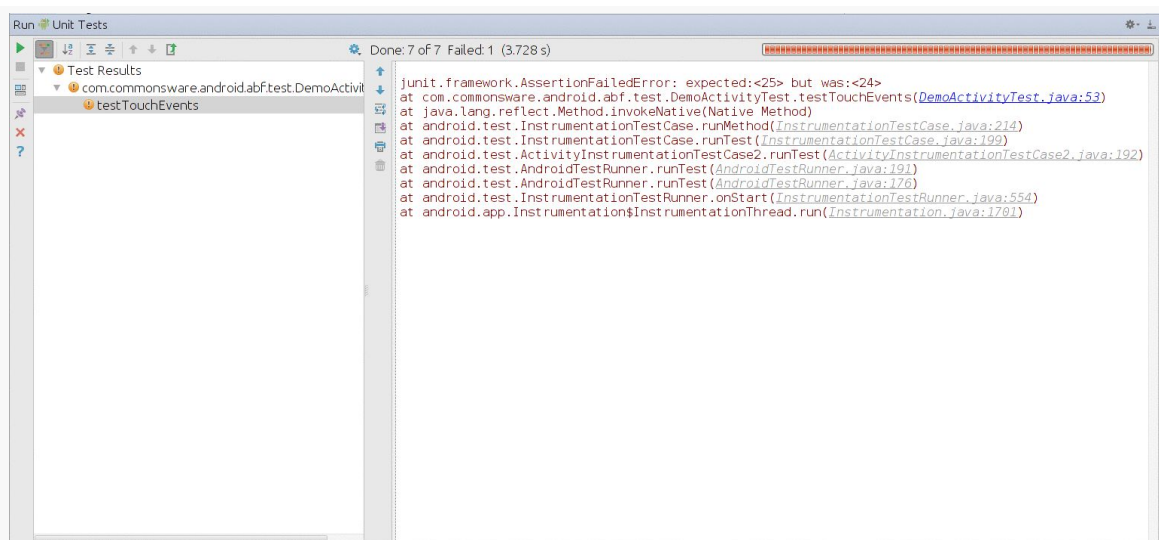 Run Unit Tests
Done: 7 of 7 Failed: 1 (3.728 s)
Test Results
com.commonsware.android.abf.test.DemoActivit
testTouchEvents
junit.framework.AssertionFailedError: expected:<25> but was:<24>
at com.commonsware.android.abf.test.DemoActivityTest.testTouchEvents(DemoActivityTest.java:53)
at java.lang.reflect.Method.invokeNative(Native Method)
at android.test.InstrumentationTestCase.runMethod(InstrumentationTestCase.java:214)
at android.test.InstrumentationTestCase.runTest(InstrumentationTestCase.java:199)
at android.test.ActivityInstrumentationTestCase2.runTest(ActivityInstrumentationTestCase2.java:192)
at android.test.AndroidTestRunner.runTest(AndroidTestRunner.java:191)
at android.test.AndroidTestRunner.runTest(AndroidTestRunner.java:176)
at android.test.InstrumentationTestRunner.onStart(InstrumentationTestRunner.java:554)
at android.app.Instrumentation$InstrumentationThread.run(Instrumentation.java:1701)